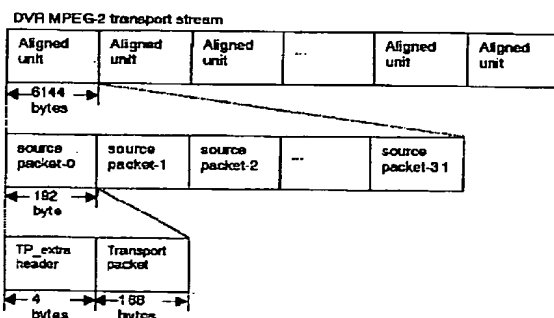 DVR MPEG-2 transport stream
Aligned unit
Aligned unit
Aligned unit
...
Aligned unit
Aligned unit
6144 bytes
source packet-0
source packet-1
source packet-2
...
source packet-31
192 byte
TP_extra header
Transport packet
4 bytes
188 bytes